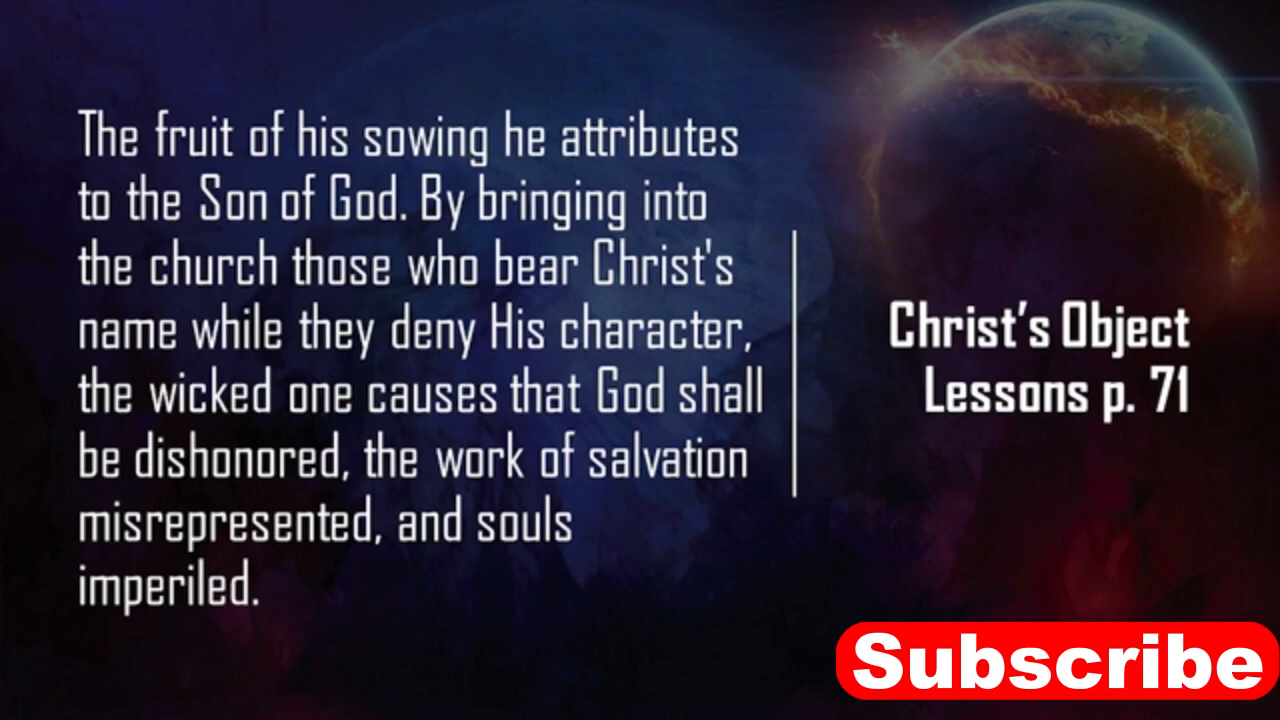 The fruit of his sowing he attributes
to the Son of God. By bringing into
the church those who bear Christ's
name while they deny His character,
the wicked one causes that God shall
be dishonored, the work of salvation
misrepresented, and souls
imperiled.
Christ’s Object
Lessons p. 71
Subscribe